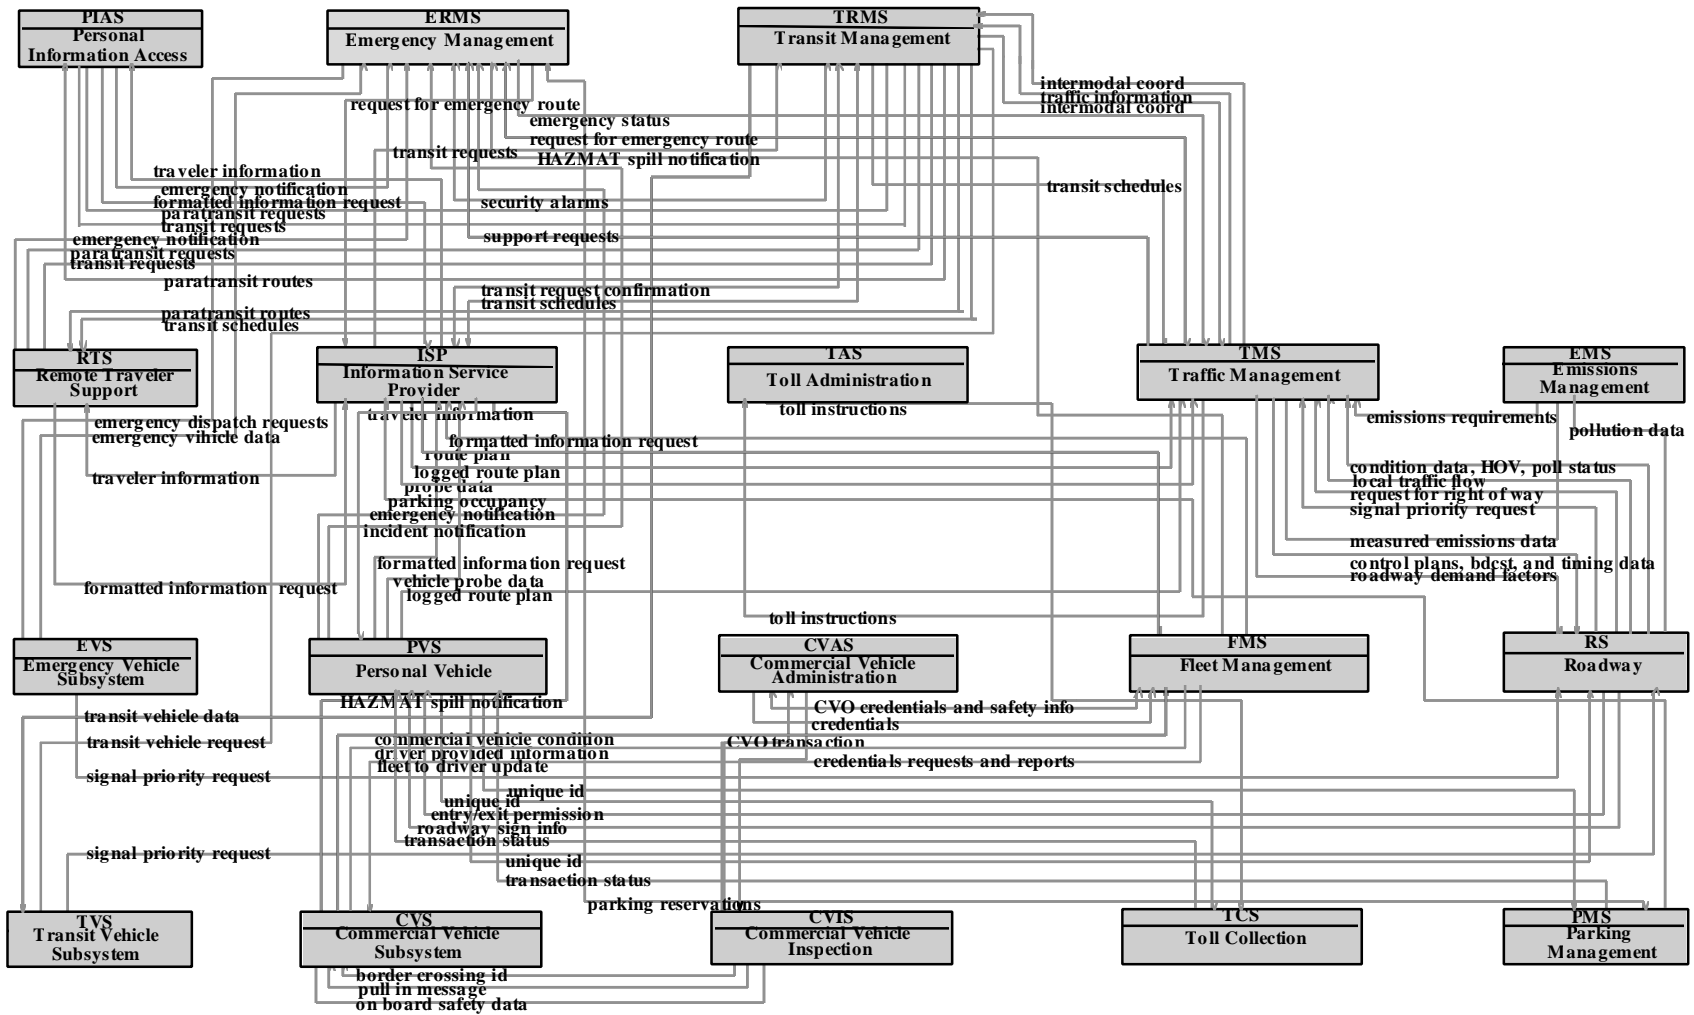 PIAS
Personal
Information Access
ERMS
Emergency Management
TRMS
Transit Management
intermodal coord
traffic information
intermodal coord
request for emergency route
emergency status
request for emergency route
transit requests
HAZMAT spill notification
traveler information
emergency notification
formatted information request
paratransit requests
transit requests
security alarms
transit schedules
emergency notification
paratransit requests
transit requests
support requests
paratransit routes
transit request confirmation
transit schedules
paratransit routes
transit schedules
RTS
Remote Traveler
Support
ISP
Information Service
Provider
TAS
Toll Administration
TMS
Traffic Management
EMS
Emissions
Management
traveler information
toll instructions
emissions requirements
pollution data
emergency dispatch requests
emergency vihicle data
formatted information request
route plan
traveler information
logged route plan
probe data
parking occupancy
emergency notification
incident notification
condition data, HOV, poll status
local traffic flow
request for right of way
signal priority request
measured emissions data
control plans, bdcst, and timing data
roadway demand factors
formatted information request
vehicle probe data
logged route plan
formatted information request
toll instructions
EVS
Emergency Vehicle
Subsystem
PVS
Personal Vehicle
CVAS
Commercial Vehicle
Administration
FMS
Fleet Management
RS
Roadway
HAZMAT spill notification
CVO credentials and safety info
credentials
transit vehicle data
transit vehicle request
signal priority request
commercial vehicle condition
driver provided information
fleet to driver update
CVO transaction
credentials requests and reports
unique id
unique id
entry/exit permission
roadway sign info
transaction status
signal priority request
unique id
transaction status
parking reservations
TVS
Transit Vehicle
Subsystem
CVS
Commercial Vehicle
Subsystem
CVIS
Commercial Vehicle
Inspection
TCS
Toll Collection
PMS
Parking
Management
border crossing id
pull in message
on board safety data